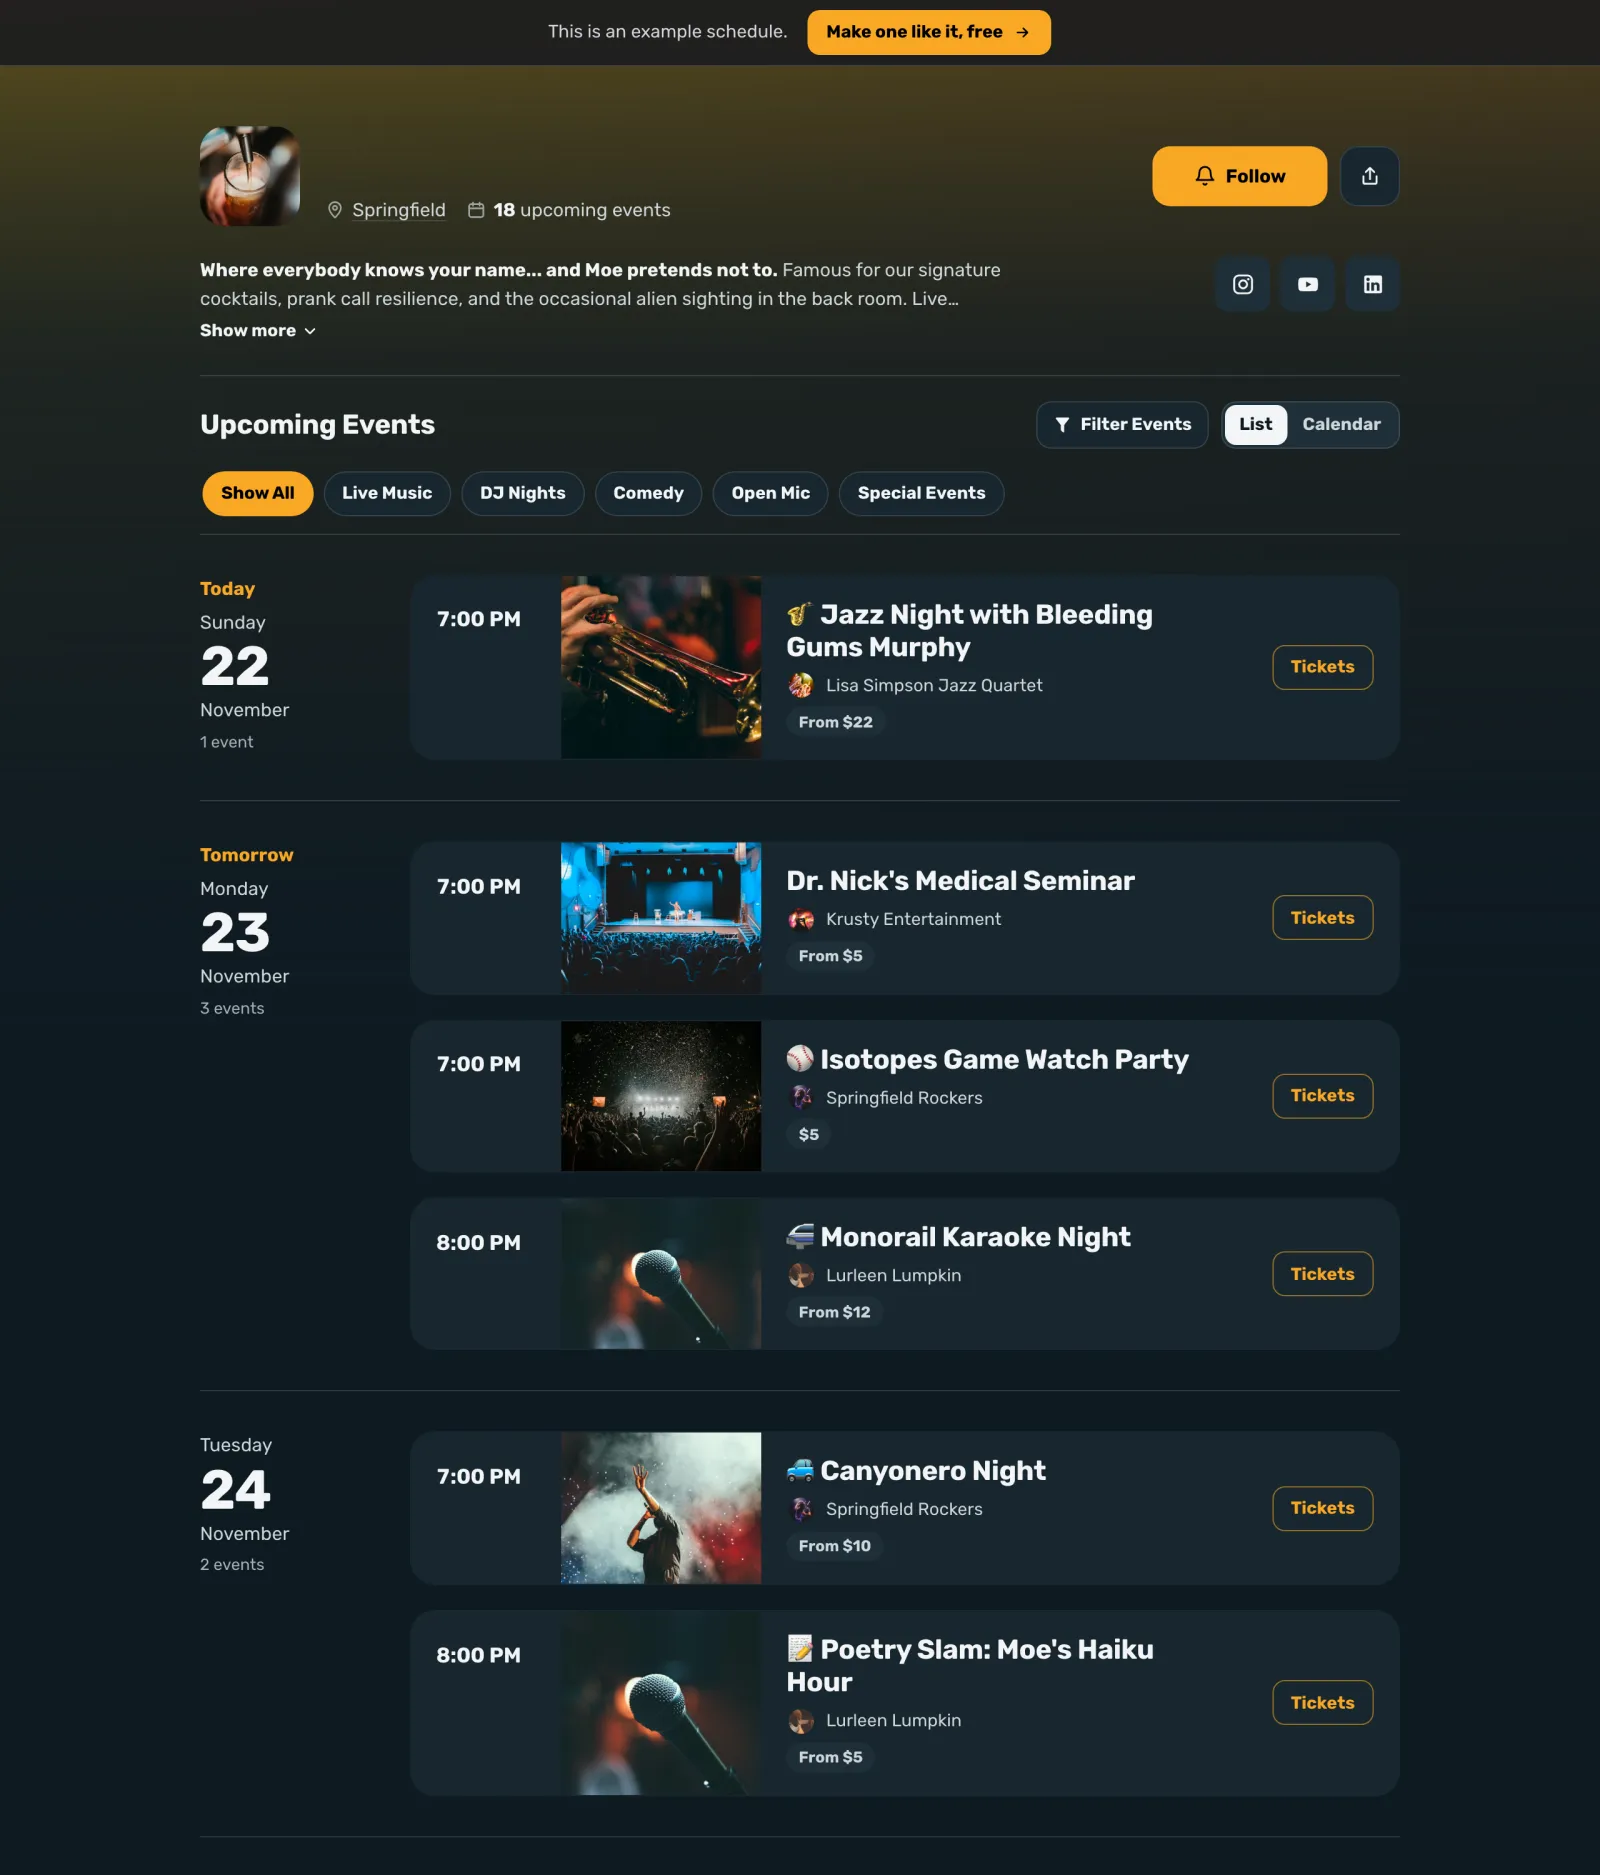 This is an example schedule.
Make one like it, free →
Springfield
18 upcoming events
Follow
Where everybody knows your name... and Moe pretends not to. Famous for our signature
cocktails, prank call resilience, and the occasional alien sighting in the back room. Live…
Show more
Upcoming Events
Filter Events
List
Calendar
Show All
Live Music
DJ Nights
Comedy
Open Mic
Special Events
Today
Sunday
22
November
1 event
7:00 PM
🎷 Jazz Night with Bleeding
Gums Murphy
Lisa Simpson Jazz Quartet
From $22
Tickets
Tomorrow
Monday
23
November
3 events
7:00 PM
Dr. Nick's Medical Seminar
Krusty Entertainment
From $5
Tickets
7:00 PM
⚾ Isotopes Game Watch Party
Springfield Rockers
$5
Tickets
8:00 PM
🚝 Monorail Karaoke Night
Lurleen Lumpkin
From $12
Tickets
Tuesday
24
November
2 events
7:00 PM
🚙 Canyonero Night
Springfield Rockers
From $10
Tickets
8:00 PM
📝 Poetry Slam: Moe's Haiku
Hour
Lurleen Lumpkin
From $5
Tickets